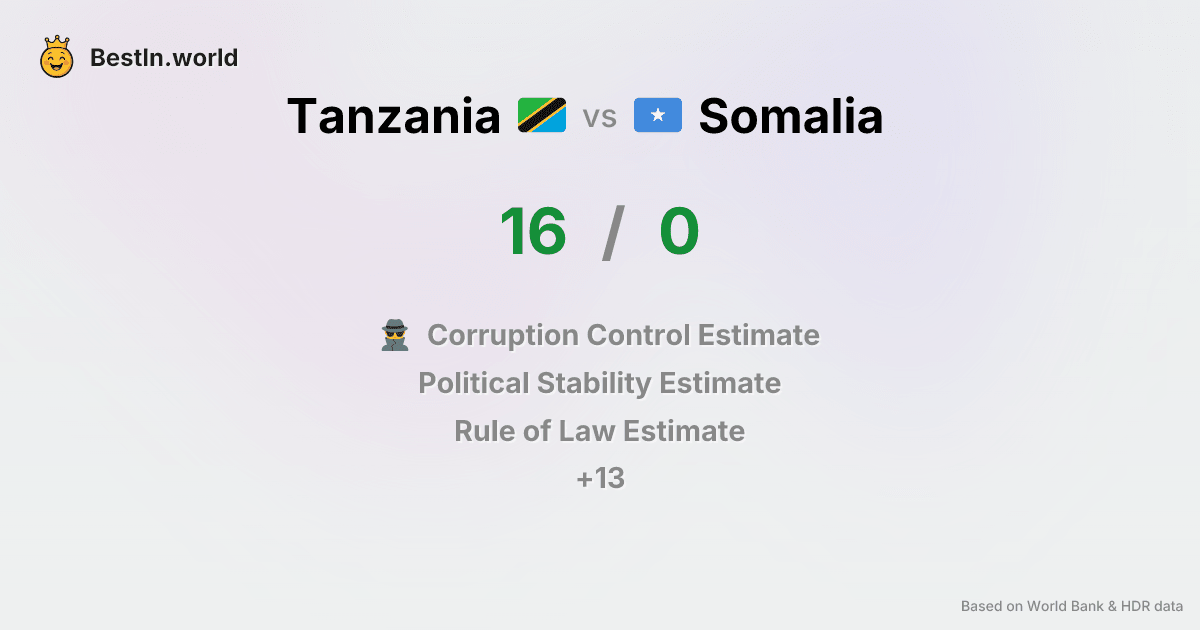 BestIn.world
Tanzania vs Somalia
16 / 0
Corruption Control Estimate
Political Stability Estimate
Rule of Law Estimate
+13
Based on World Bank & HDR data